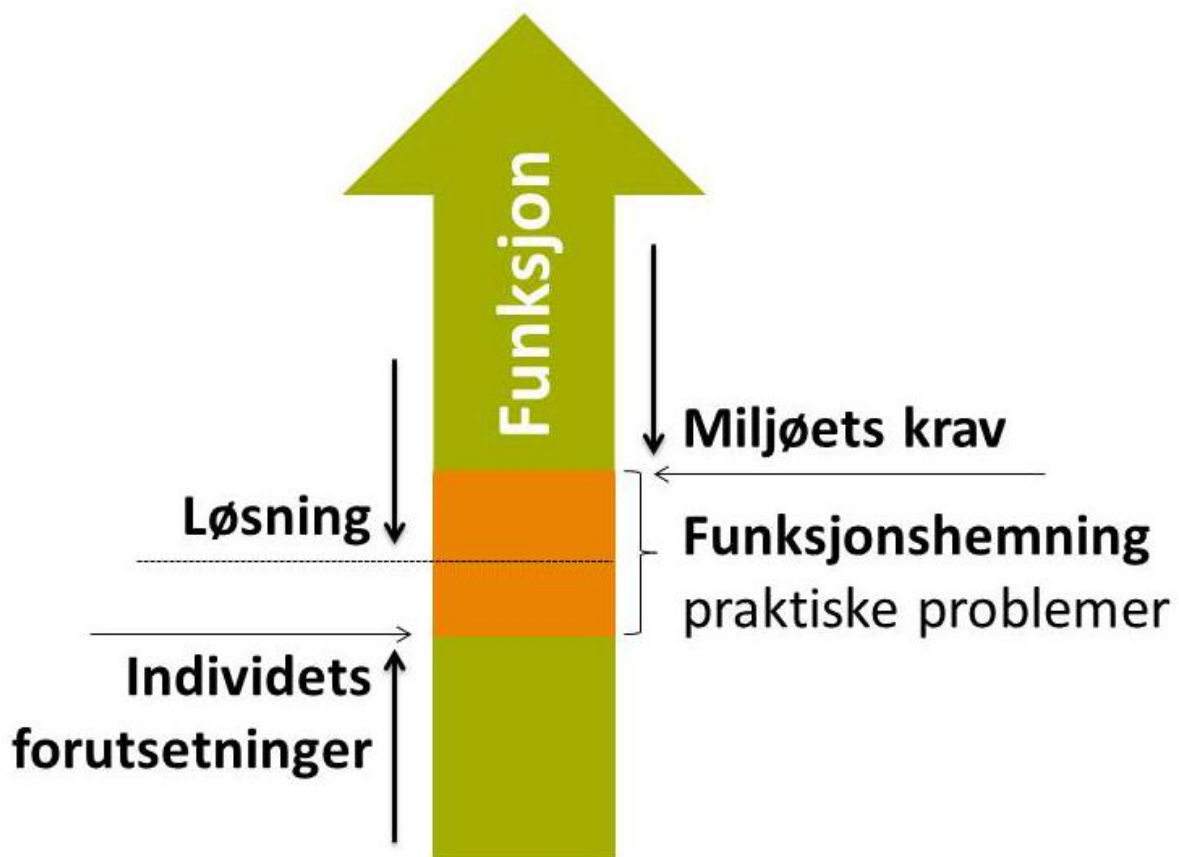 Funksjon
Miljøets krav
Løsning
Funksjonshemning
praktiske problemer
Individets
forutsetninger